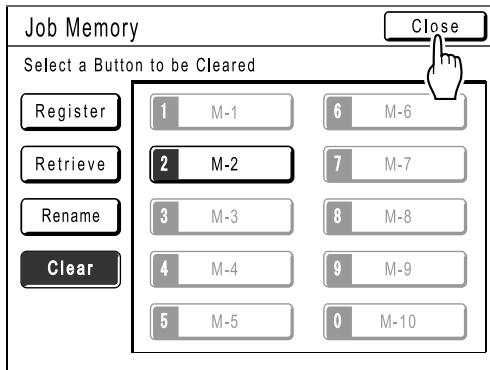 Job Memory
Close
Select a Button to be Cleared
Register
Retrieve
Rename
Clear
1 M-1
2 M-2
3 M-3
4 M-4
5 M-5
6 M-6
7 M-7
8 M-8
9 M-9
0 M-10